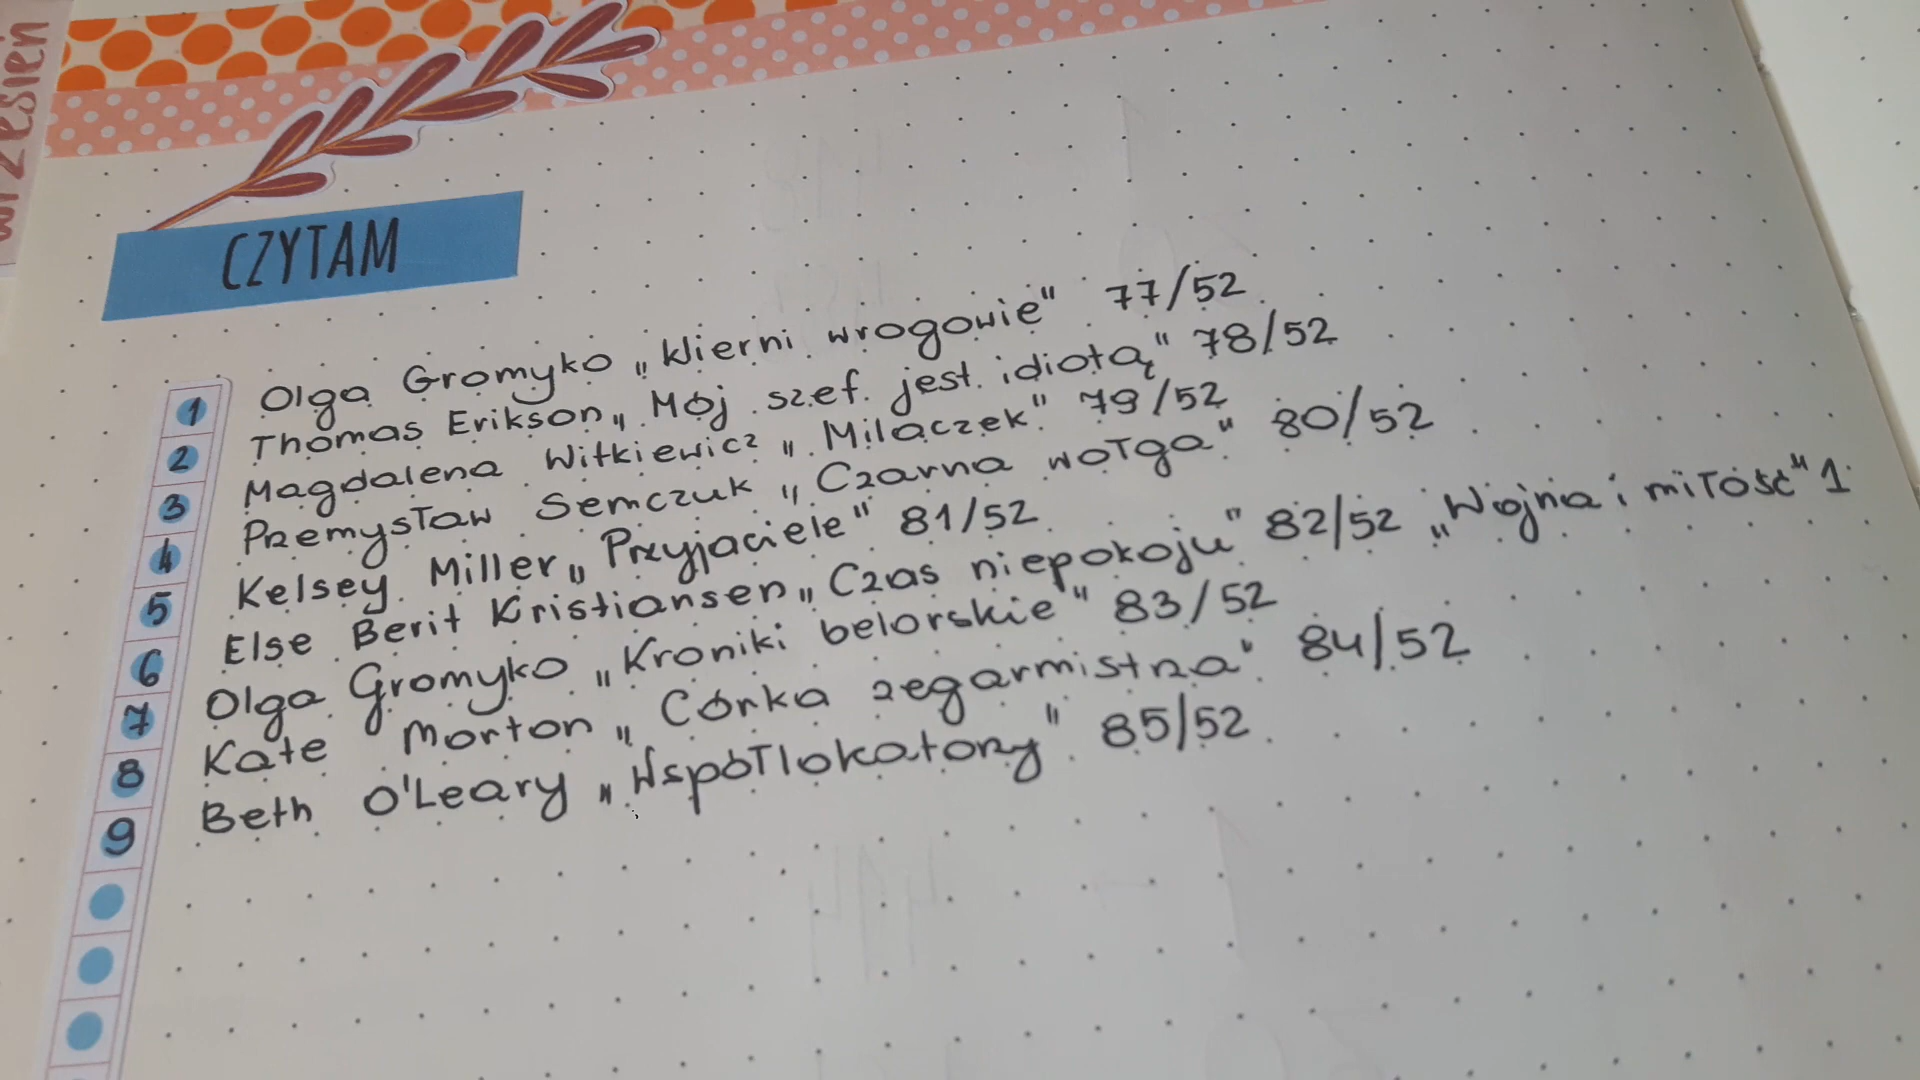 wrzesień
CZYTAM
1 Olga Gromyko „Wierni wrogowie" 77/52
2 Thomas Erikson „Mój szef jest idiotą" 78/52
3 Magdalena Witkiewicz „Milaczek" 79/52
4 Przemysław Semczuk „Czarna wołga" 80/52
5 Kelsey Miller „Przyjaciele" 81/52
6 Else Berit Kristiansen „Czas niepokoju" 82/52 „Wojna i miłość" 1
7 Olga Gromyko „Kroniki belorskie" 83/52
8 Kate Morton „Córka zegarmistrza" 84/52
9 Beth O'Leary „Współlokatorzy" 85/52